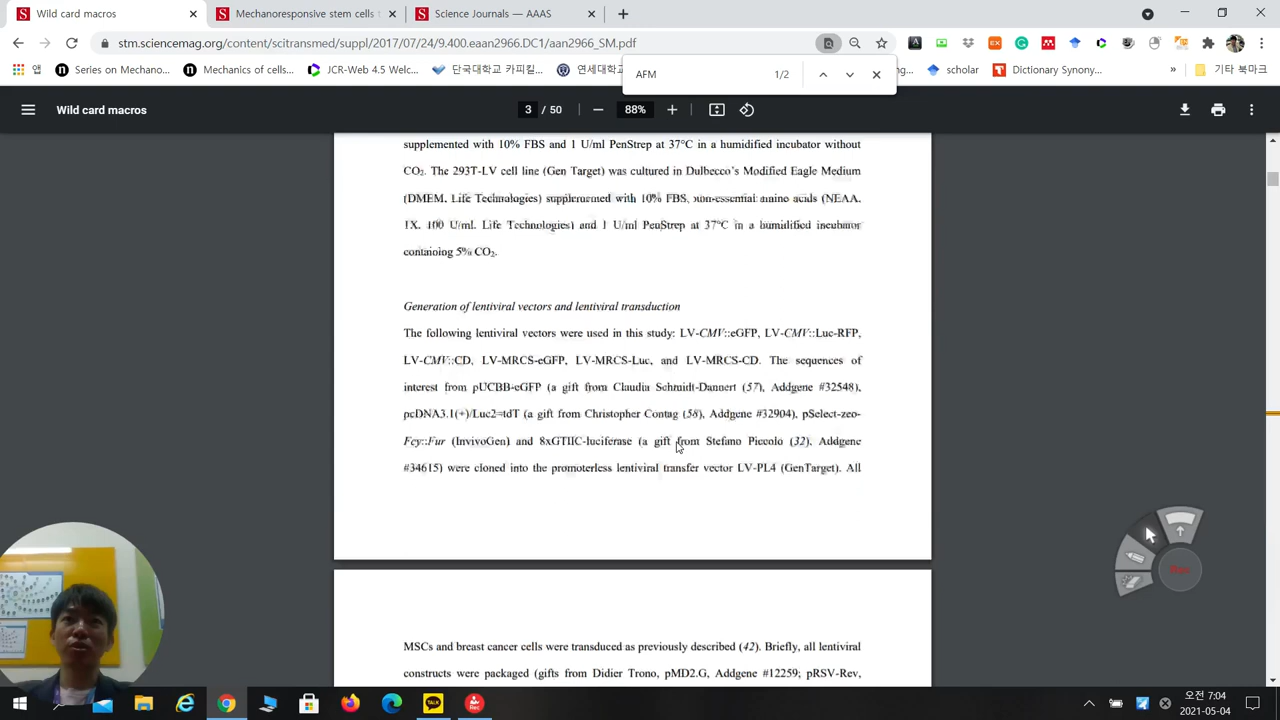 Wild card macros
Mechanoresponsive stem cells t
Science Journals — AAAS
stm.sciencemag.org/content/scitransmed/suppl/2017/07/24/9.400.eaan2966.DC1/aan2966_SM.pdf
앱
Series on Mechano...
Mechanics of cells...
JCR-Web 4.5 Welc...
단국대학교 카피킬...
연세대학교
scholar
Dictionary Synony...
»
기타 북마크
AFM
1/2
Wild card macros
3 / 50
88%
supplemented with 10% FBS and 1 U/ml PenStrep at 37°C in a humidified incubator without
CO2. The 293T-LV cell line (Gen Target) was cultured in Dulbecco's Modified Eagle Medium
(DMEM, Life Technologies) supplemented with 10% FBS, non-essential amino acids (NEAA,
1X, 100 U/ml, Life Technologies) and 1 U/ml PenStrep at 37°C in a humidified incubator
containing 5% CO2.
Generation of lentiviral vectors and lentiviral transduction
The following lentiviral vectors were used in this study: LV-CMV::eGFP, LV-CMV::Luc-RFP,
LV-CMV::CD, LV-MRCS-eGFP, LV-MRCS-Luc, and LV-MRCS-CD. The sequences of
interest from pUCBB-eGFP (a gift from Claudia Schmidt-Dannert (57), Addgene #32548),
pcDNA3.1(+)/Luc2=tdT (a gift from Christopher Contag (58), Addgene #32904), pSelect-zeo-
Fcy::Fur (InvivoGen) and 8xGTIIC-luciferase (a gift from Stefano Piccolo (32), Addgene
#34615) were cloned into the promoterless lentiviral transfer vector LV-PL4 (GenTarget). All
MSCs and breast cancer cells were transduced as previously described (42). Briefly, all lentiviral
constructs were packaged (gifts from Didier Trono, pMD2.G, Addgene #12259; pRSV-Rev,
TALK
Rec
오전 7:04
2021-05-04